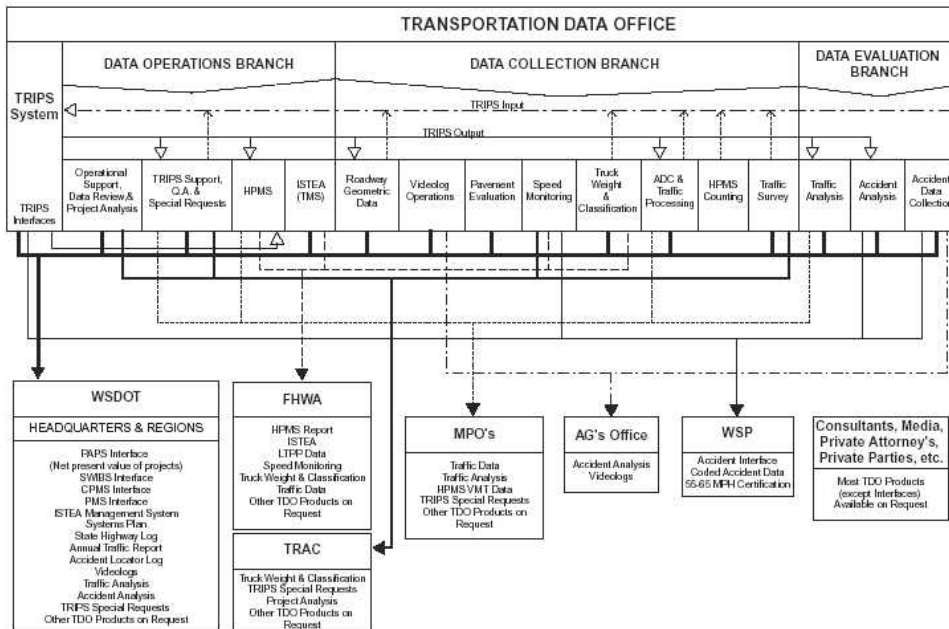 TRANSPORTATION DATA OFFICE
DATA OPERATIONS BRANCH
DATA COLLECTION BRANCH
DATA EVALUATION
BRANCH
TRIPS
System
TRIPS Input
TRIPS Output
TRIPS
Interfaces
Operational
Support,
Data Review,&
Project Analysis
TRIPS Support,
Q.A. &
Special Requests
HPMS
ISTEA
(TMS)
Roadway
Geometric
Data
Videolog
Operations
Pavement
Evaluation
Speed
Monitoring
Truck
Weight
&
Classification
ADC &
Traffic
Processing
HPMS
Counting
Traffic
Survey
Traffic
Analysis
Accident
Analysis
Accident
Data
Collection
WSDOT
HEADQUARTERS & REGIONS
PAPS Interface
(Net present value of projects)
SWIBS Interface
CPMS Interface
PMS Interface
ISTEA Management System
Systems Plan
State Highway Log
Annual Traffic Report
Accident Locator Log
Videologs
Traffic Analysis
Accident Analysis
TRIPS Special Requests
Other TDO Products on Request
FHWA
HPMS Report
ISTEA
LTPP Data
Speed Monitoring
Truck Weight & Classification
Traffic Data
Other TDO Products on
Request
TRAC
Truck Weight & Classification
TRIPS Special Requests
Project Analysis
Other TDO Products on
Request
MPO's
Traffic Data
Traffic Analysis
HPMS VMT Data
TRIPS Special Requests
Other TDO Products on
Request
AG's Office
Accident Analysis
Videologs
WSP
Accident Interface
Coded Accident Data
55-65 MPH Certification
Consultants, Media,
Private Attorney's,
Private Parties, etc.
Most TDO Products
(except Interfaces)
Available on Request